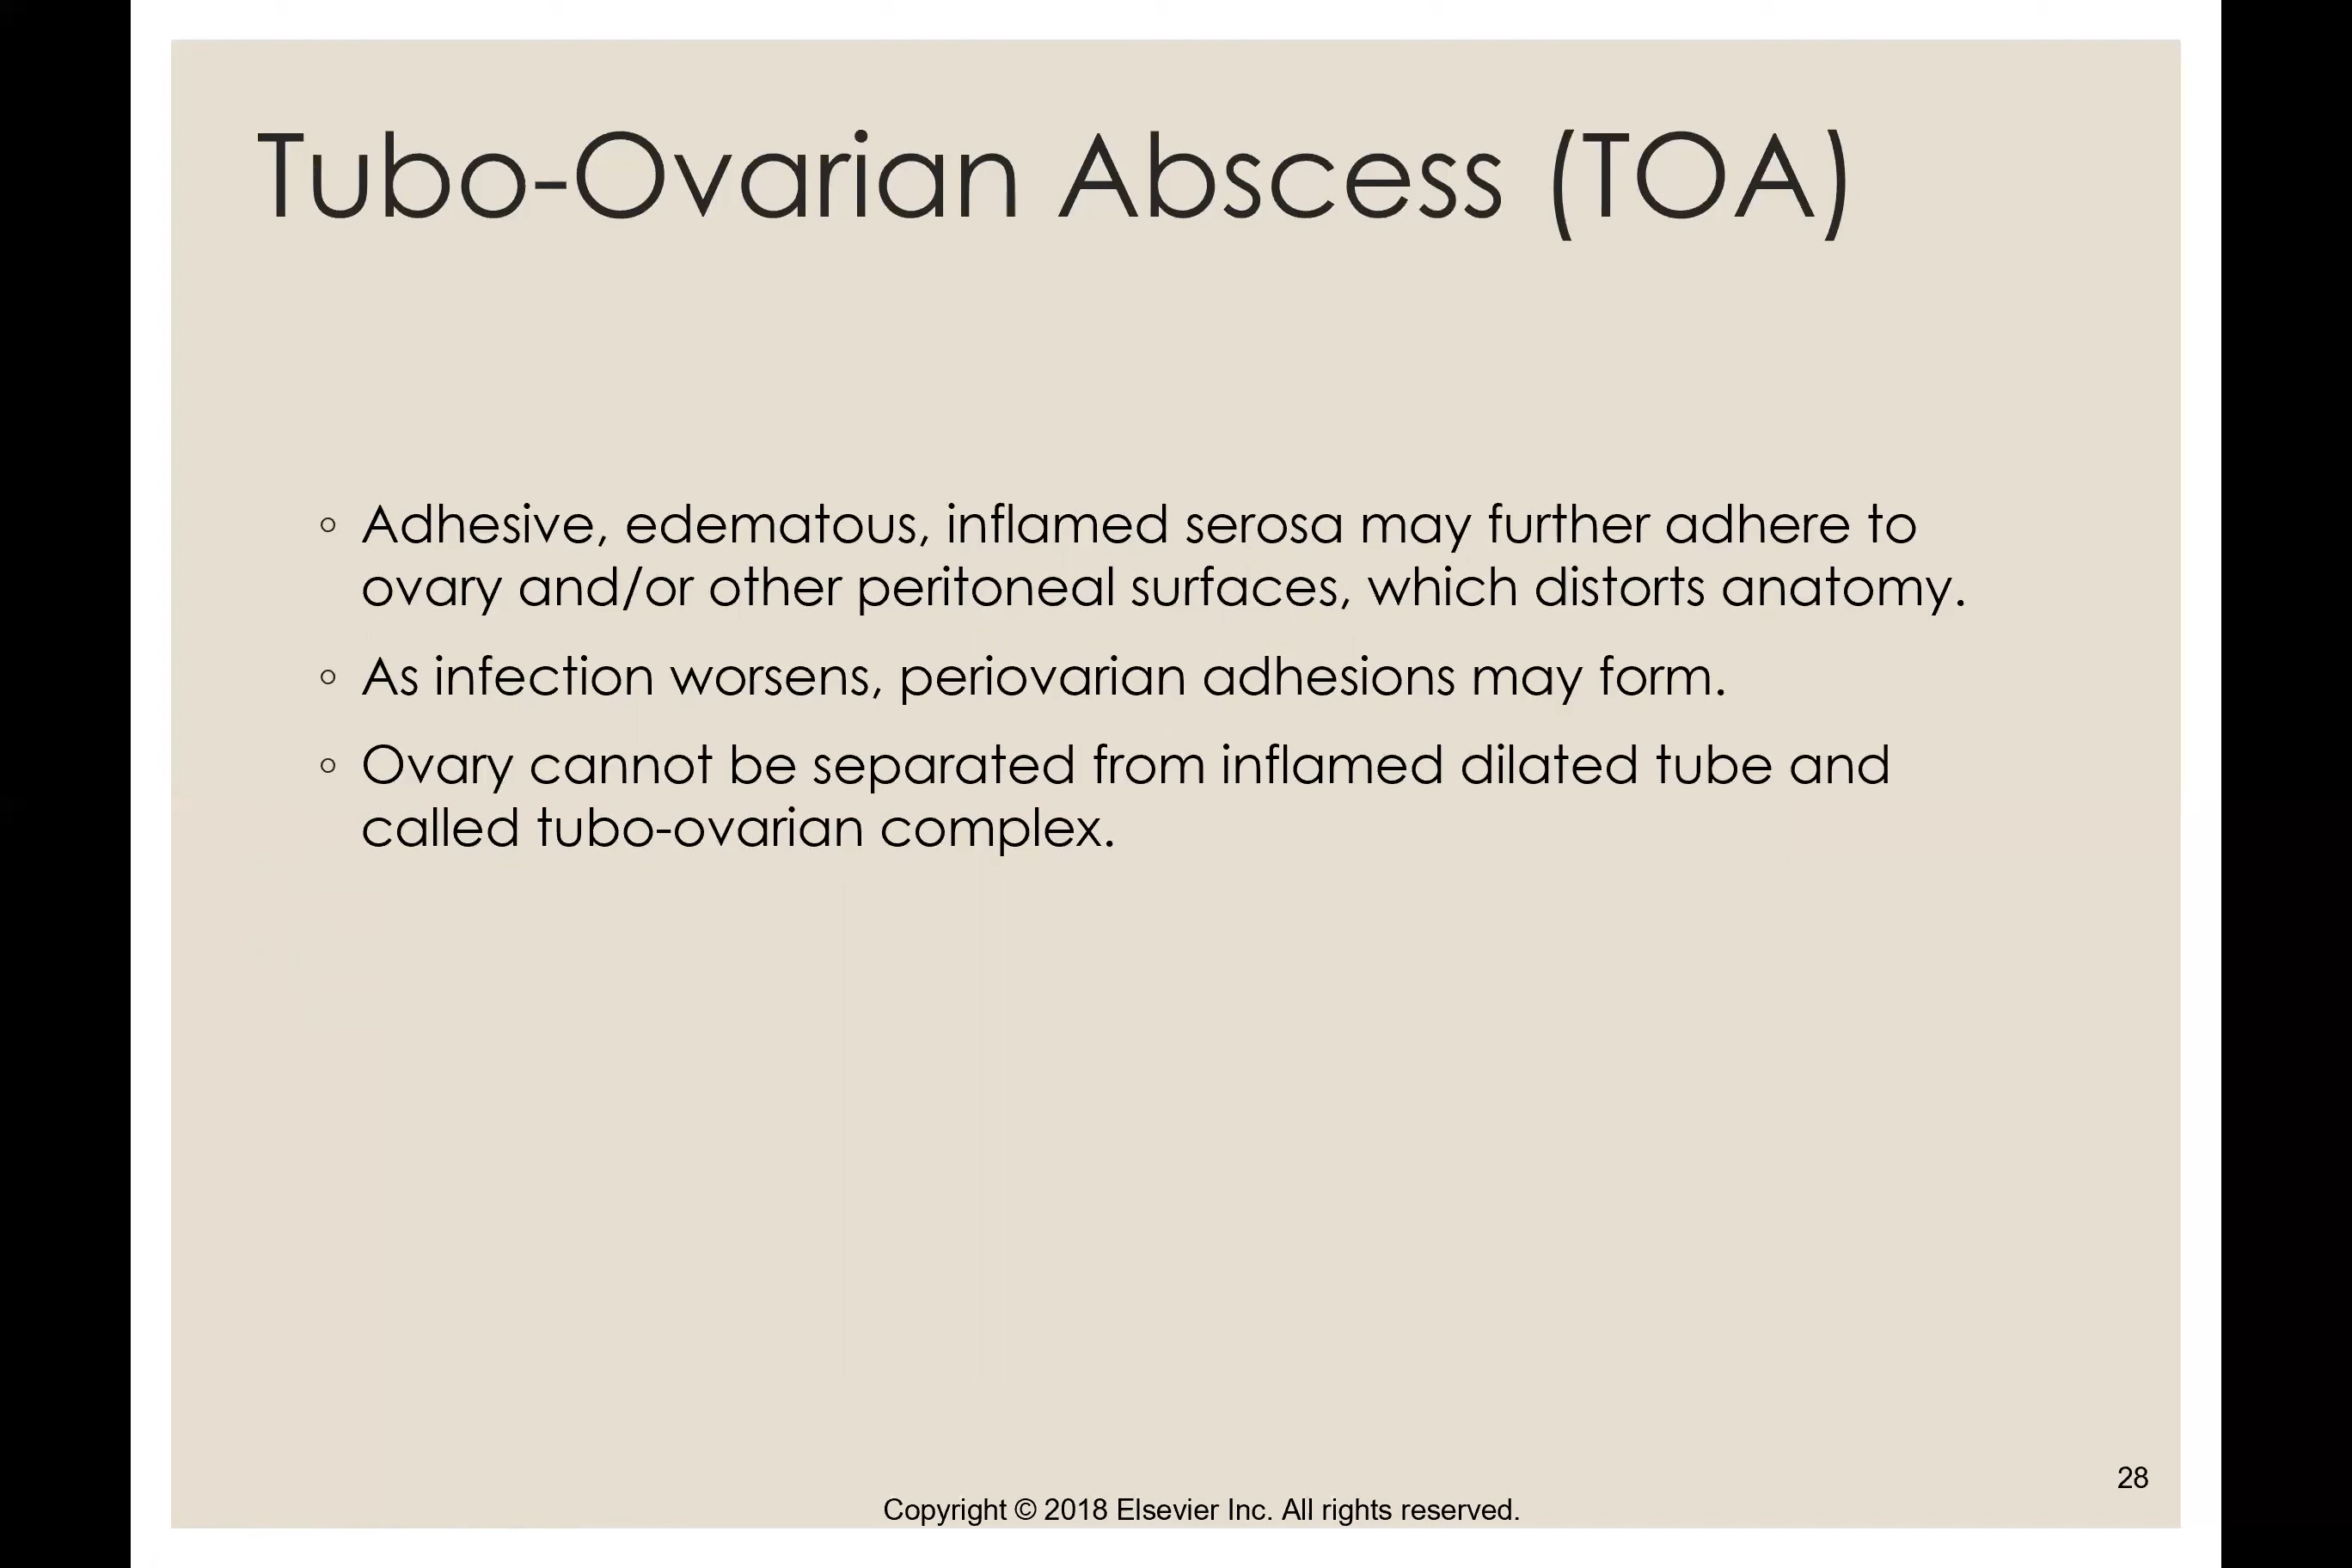 Tubo-Ovarian Abscess (TOA)
◦ Adhesive, edematous, inflamed serosa may further adhere to
ovary and/or other peritoneal surfaces, which distorts anatomy.
◦ As infection worsens, periovarian adhesions may form.
◦ Ovary cannot be separated from inflamed dilated tube and
called tubo-ovarian complex.
28
Copyright © 2018 Elsevier Inc. All rights reserved.